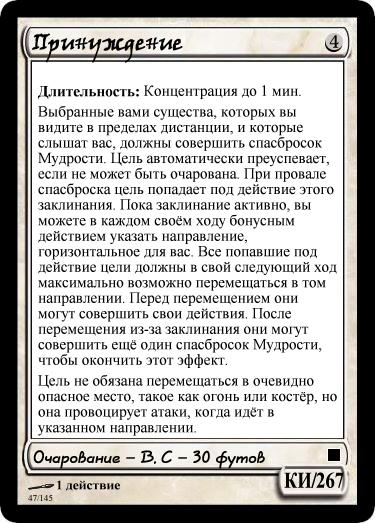 Принуждение 4
Длительность: Концентрация до 1 мин.
Выбранные вами существа, которых вы
видите в пределах дистанции, и которые
слышат вас, должны совершить спасбросок
Мудрости. Цель автоматически преуспевает,
если не может быть очарована. При провале
спасброска цель попадает под действие этого
заклинания. Пока заклинание активно, вы
можете в каждом своём ходу бонусным
действием указать направление,
горизонтальное для вас. Все попавшие под
действие цели должны в свой следующий ход
максимально возможно перемещаться в том
направлении. Перед перемещением они
могут совершить свои действия. После
перемещения из-за заклинания они могут
совершить ещё один спасбросок Мудрости,
чтобы окончить этот эффект.
Цель не обязана перемещаться в очевидно
опасное место, такое как огонь или костёр, но
она провоцирует атаки, когда идёт в
указанном направлении.
Очарование – В, С – 30 футов
КИ/267
1 действие
47/145